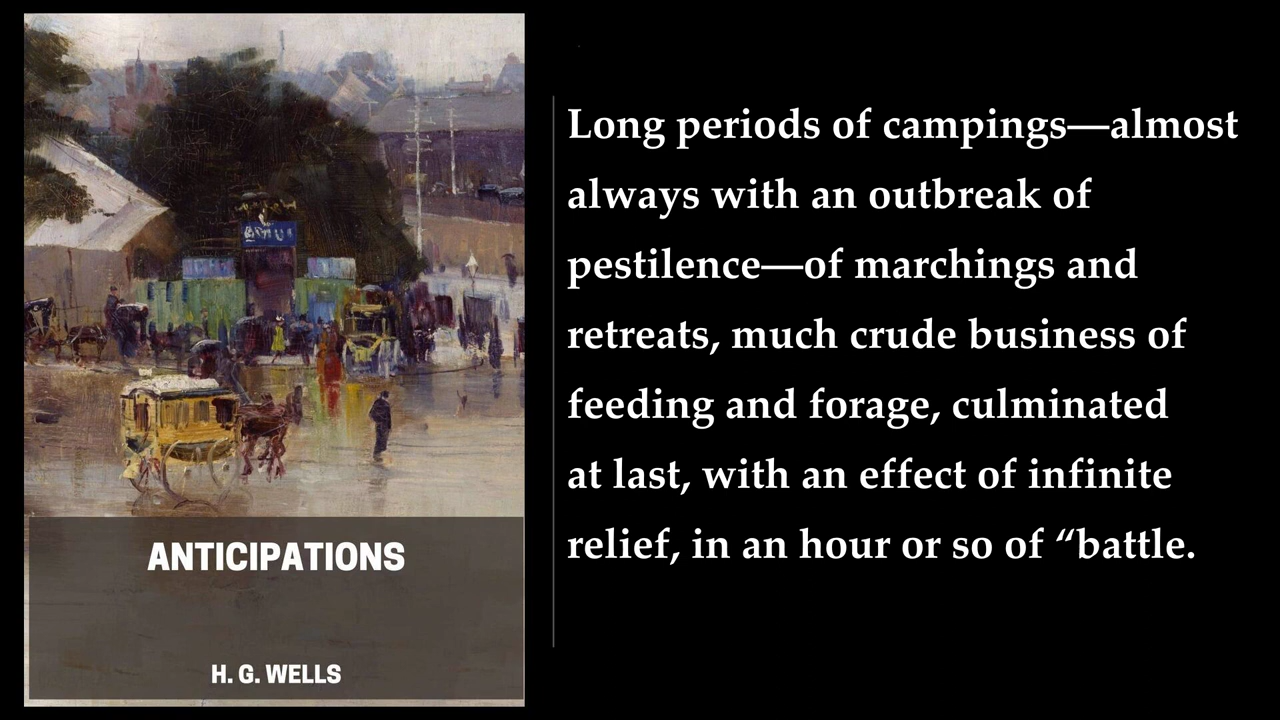 ANTICIPATIONS
H. G. WELLS
Long periods of campings—almost
always with an outbreak of
pestilence—of marchings and
retreats, much crude business of
feeding and forage, culminated
at last, with an effect of infinite
relief, in an hour or so of “battle.